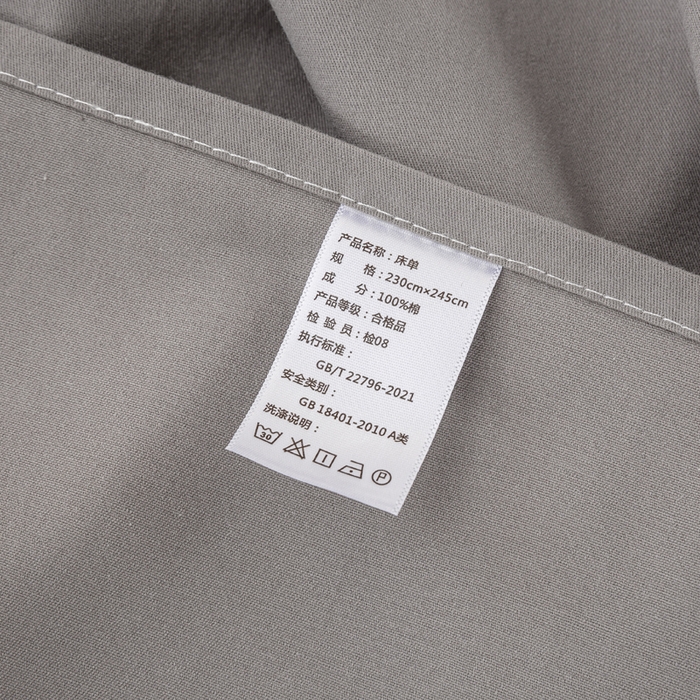 产品名称：床单
规 格：230cm×245cm
成 分：100%棉
产品等级：合格品
检 验 员：检08
执行标准：
GB/T 22796-2021
安全类别：
GB 18401-2010 A类
洗涤说明：
30 P